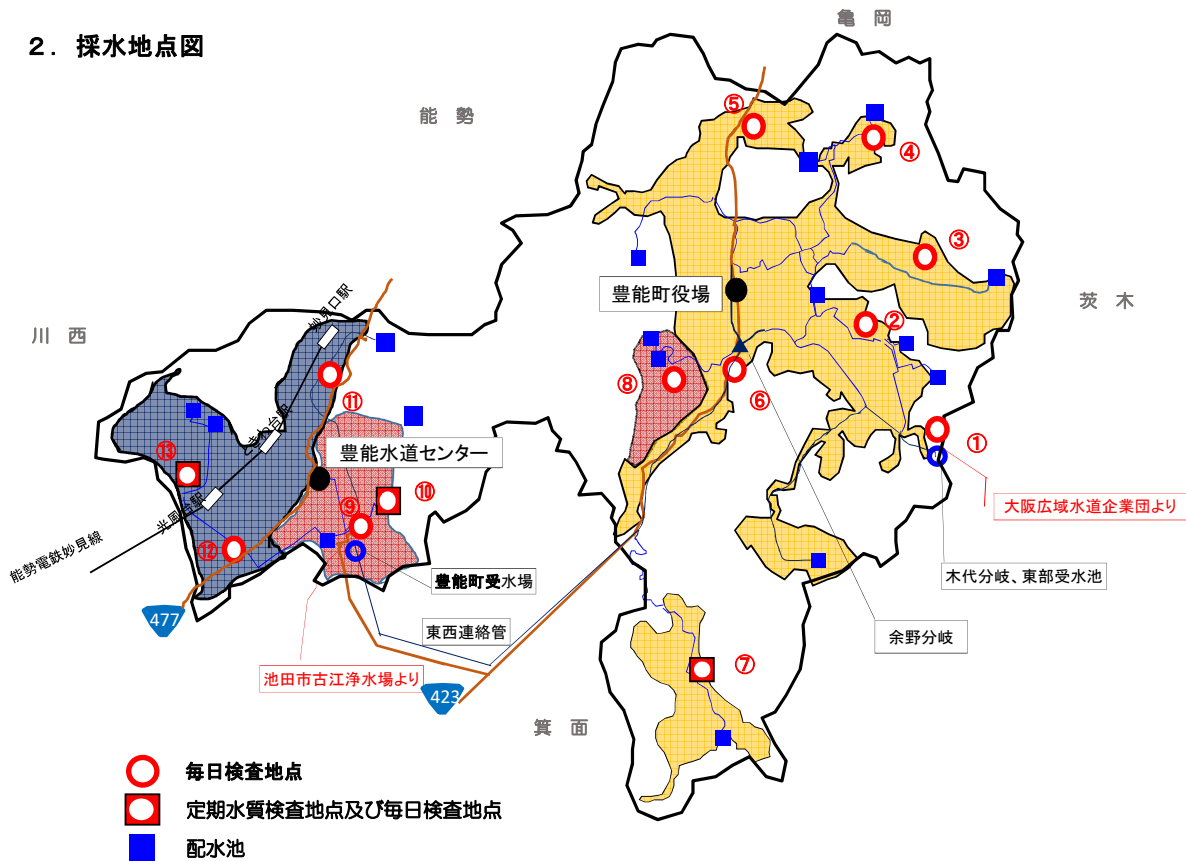 ２．採水地点図
亀 岡
能 勢
⑤
④
③
茨 木
豊能町役場
②
妙見口駅
川 西
⑧
⑥
⑪
①
ときわ台駅
豊能水道センター
⑬
⑩
大阪広域水道企業団より
光風台駅
⑨
⑫
能勢電鉄妙見線
豊能町受水場
木代分岐、東部受水池
477
東西連絡管
余野分岐
池田市古江浄水場より
423
⑦
箕 面
毎日検査地点
定期水質検査地点及び毎日検査地点
配水池